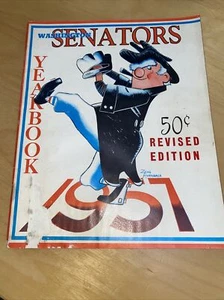 WASHINGTON
SENATORS
YEARBOOK
50¢
REVISED
EDITION
1957